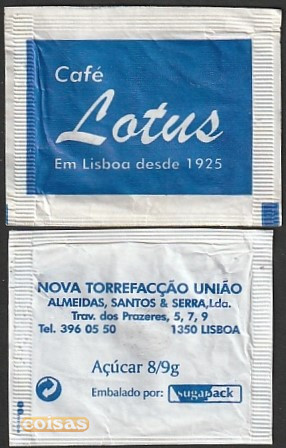 Café
Lotus
Em Lisboa desde 1925
NOVA TORREFACÇÃO UNIÃO
ALMEIDAS, SANTOS & SERRA,Lda.
Trav. dos Prazeres, 5, 7, 9
Tel. 396 05 50 1350 LISBOA
Açúcar 8/9g
Embalado por: sugarpack
coisas